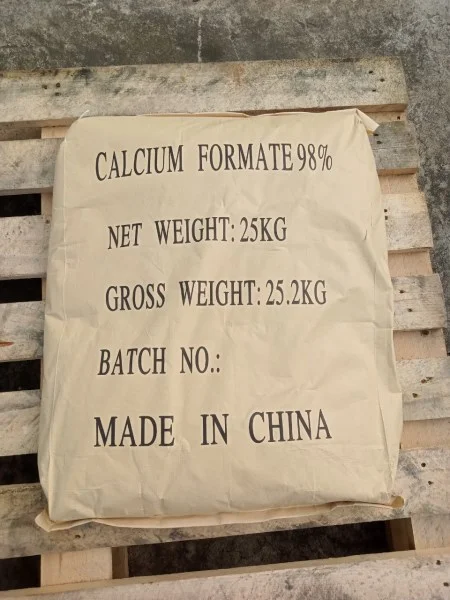 CALCIUM FORMATE 98%
NET WEIGHT: 25KG
GROSS WEIGHT: 25.2KG
BATCH NO.:
MADE IN CHINA